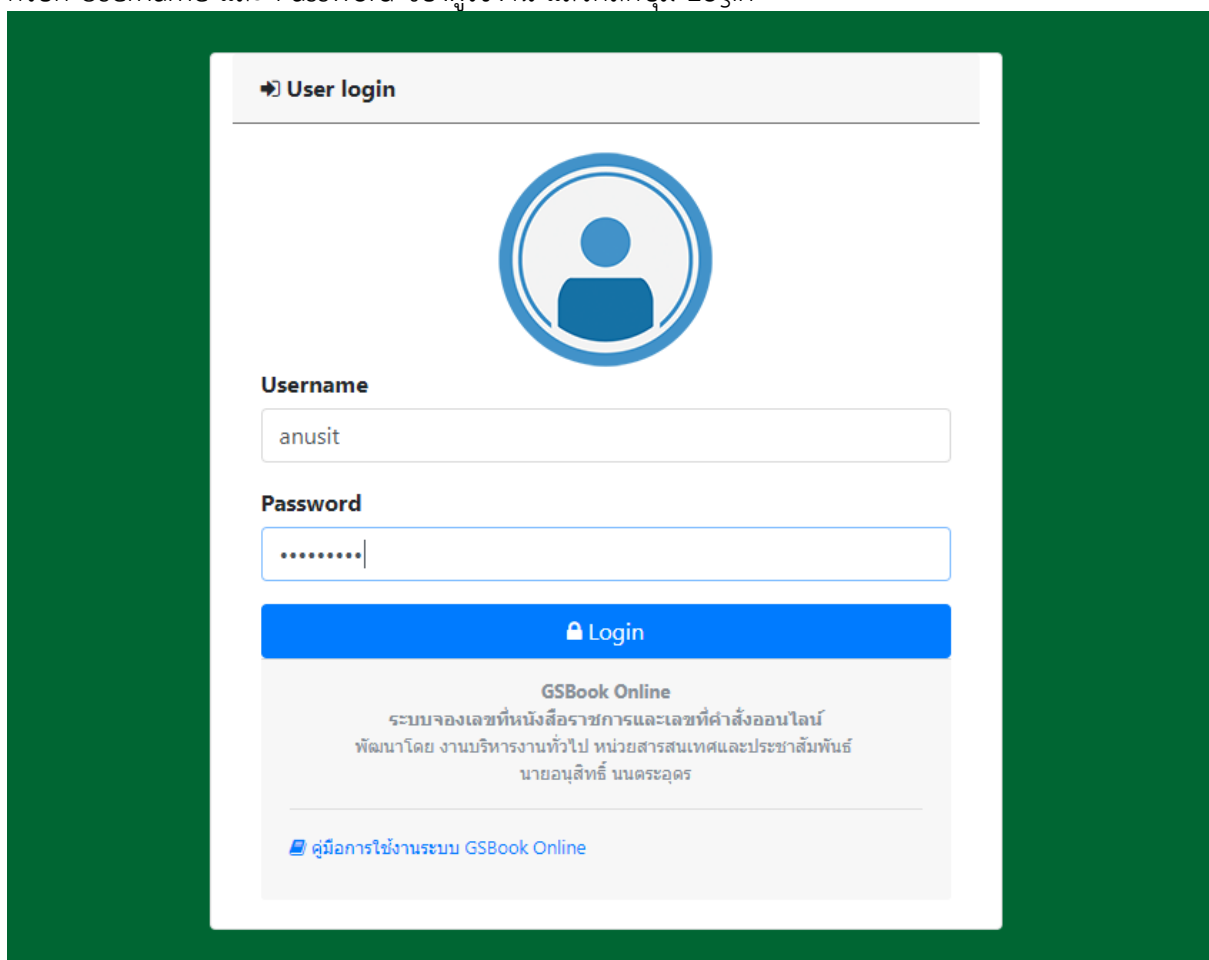 User login
Username
anusit
Password
•••••••••
Login
GSBook Online
ระบบจองเลขที่หนังสือราชการและเลขที่คำสั่งออนไลน์
พัฒนาโดย งานบริหารงานทั่วไป หน่วยสารสนเทศและประชาสัมพันธ์
นายอนุสิทธิ์ นนตระอุดร
คู่มือการใช้งานระบบ GSBook Online